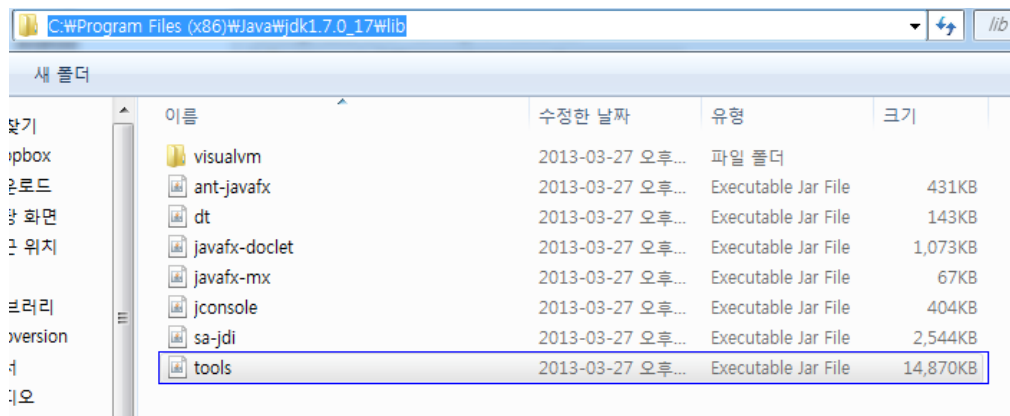 C:₩Program Files (x86)₩Java₩jdk1.7.0_17₩lib
lib
새 폴더
이름 수정한 날짜 유형 크기
찾기
opbox
운로드
탕 화면
근 위치
브러리
oversion
서
디오
visualvm 2013-03-27 오후... 파일 폴더
ant-javafx 2013-03-27 오후... Executable Jar File 431KB
dt 2013-03-27 오후... Executable Jar File 143KB
javafx-doclet 2013-03-27 오후... Executable Jar File 1,073KB
javafx-mx 2013-03-27 오후... Executable Jar File 67KB
jconsole 2013-03-27 오후... Executable Jar File 404KB
sa-jdi 2013-03-27 오후... Executable Jar File 2,544KB
tools 2013-03-27 오후... Executable Jar File 14,870KB